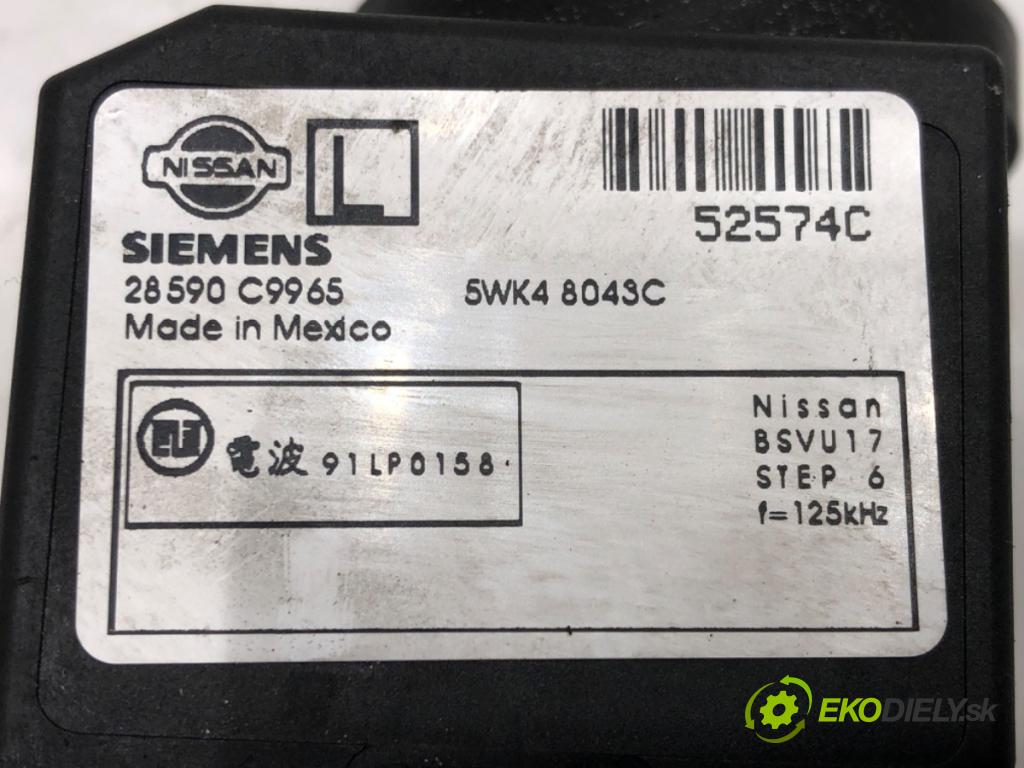 NISSAN L
52574C
SIEMENS
28590 C9965 5WK4 8043C
Made in Mexico
Nissan
BSVU17
電波 91LP0158
STEP 6
f=125kHz
EKODIELY.sk